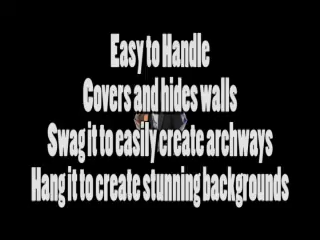 Easy to Handle
Covers and hides walls
Swag it to easily create archways
Hang it to create stunning backgrounds